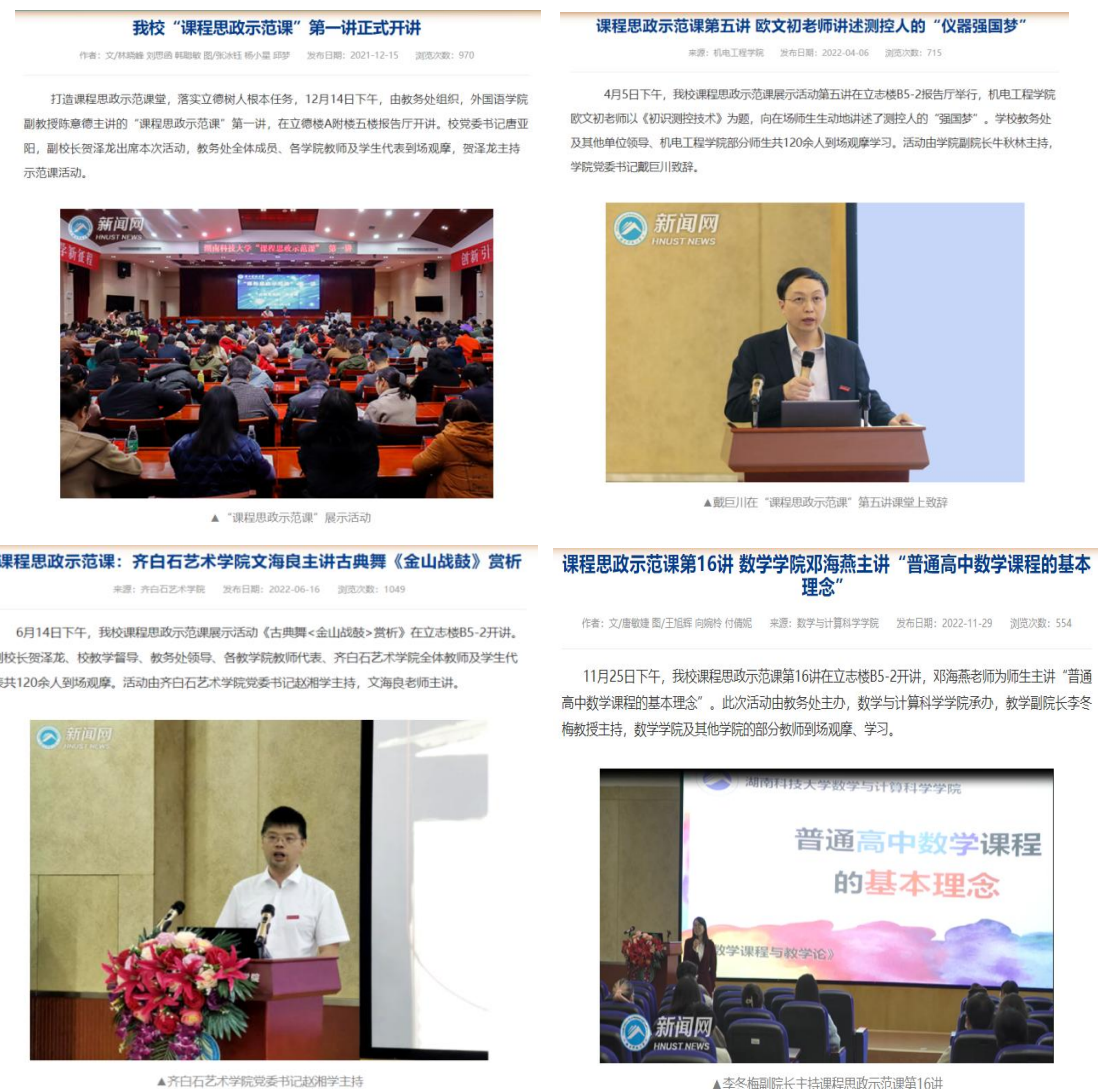 我校“课程思政示范课”第一讲正式开讲
作者：文/林晓峰 刘思函 韩聪敏 图/张冰钰 杨小星 邱梦 发布日期：2021-12-15 浏览次数：970
打造课程思政示范课堂，落实立德树人根本任务，12月14日下午，由教务处组织，外国语学院
副教授陈意德主讲的“课程思政示范课”第一讲，在立德楼A附楼五楼报告厅开讲。校党委书记唐亚
阳，副校长贺泽龙出席本次活动，教务处全体成员、各学院教师及学生代表到场观摩，贺泽龙主持
示范课活动。
新闻网
HNUST NEWS
湖南科技大学“课程思政示范课” 第一讲
学新征程
创新引
▲“课程思政示范课”展示活动
课程思政示范课第五讲 欧文初老师讲述测控人的“仪器强国梦”
来源：机电工程学院 发布日期：2022-04-06 浏览次数：715
4月5日下午，我校课程思政示范课展示活动第五讲在立志楼B5-2报告厅举行，机电工程学院
欧文初老师以《初识测控技术》为题，向在场师生生动地讲述了测控人的“强国梦”。学校教务处
及其他单位领导、机电工程学院部分师生共120余人到场观摩学习。活动由学院副院长牛秋林主持，
学院党委书记戴巨川致辞。
新闻网
HNUST NEWS
▲戴巨川在“课程思政示范课”第五讲课堂上致辞
课程思政示范课：齐白石艺术学院文海良主讲古典舞《金山战鼓》赏析
来源：齐白石艺术学院 发布日期：2022-06-16 浏览次数：1049
6月14日下午，我校课程思政示范课展示活动《古典舞<金山战鼓>赏析》在立志楼B5-2开讲。
副校长贺泽龙、校教学督导、教务处领导、各教学院教师代表、齐白石艺术学院全体教师及学生代
表共120余人到场观摩。活动由齐白石艺术学院党委书记赵湘学主持，文海良老师主讲。
新闻网
HNUST NEWS
▲齐白石艺术学院党委书记赵湘学主持
课程思政示范课第16讲 数学学院邓海燕主讲“普通高中数学课程的基本
理念”
作者：文/唐敏婕 图/王旭辉 向婉柃 付倩妮 来源：数学与计算科学学院 发布日期：2022-11-29 浏览次数：554
11月25日下午，我校课程思政示范课第16讲在立志楼B5-2开讲，邓海燕老师为师生主讲“普通
高中数学课程的基本理念”。此次活动由教务处主办，数学与计算科学学院承办，教学副院长李冬
梅教授主持，数学学院及其他学院的部分教师到场观摩、学习。
湖南科技大学数学与计算科学学院
普通高中数学课程
的基本理念
数学课程与教学论》
新闻网
HNUST NEWS
▲李冬梅副院长主持课程思政示范课第16讲